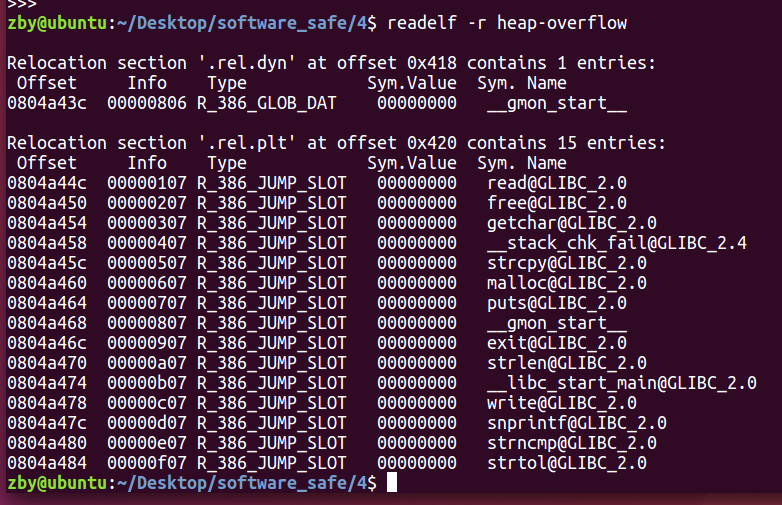 >>>
zby@ubuntu:~/Desktop/software_safe/4$ readelf -r heap-overflow
Relocation section '.rel.dyn' at offset 0x418 contains 1 entries:
Offset Info Type Sym.Value Sym. Name
0804a43c 00000806 R_386_GLOB_DAT 00000000 __gmon_start__
Relocation section '.rel.plt' at offset 0x420 contains 15 entries:
Offset Info Type Sym.Value Sym. Name
0804a44c 00000107 R_386_JUMP_SLOT 00000000 read@GLIBC_2.0
0804a450 00000207 R_386_JUMP_SLOT 00000000 free@GLIBC_2.0
0804a454 00000307 R_386_JUMP_SLOT 00000000 getchar@GLIBC_2.0
0804a458 00000407 R_386_JUMP_SLOT 00000000 __stack_chk_fail@GLIBC_2.4
0804a45c 00000507 R_386_JUMP_SLOT 00000000 strcpy@GLIBC_2.0
0804a460 00000607 R_386_JUMP_SLOT 00000000 malloc@GLIBC_2.0
0804a464 00000707 R_386_JUMP_SLOT 00000000 puts@GLIBC_2.0
0804a468 00000807 R_386_JUMP_SLOT 00000000 __gmon_start__
0804a46c 00000907 R_386_JUMP_SLOT 00000000 exit@GLIBC_2.0
0804a470 00000a07 R_386_JUMP_SLOT 00000000 strlen@GLIBC_2.0
0804a474 00000b07 R_386_JUMP_SLOT 00000000 __libc_start_main@GLIBC_2.0
0804a478 00000c07 R_386_JUMP_SLOT 00000000 write@GLIBC_2.0
0804a47c 00000d07 R_386_JUMP_SLOT 00000000 snprintf@GLIBC_2.0
0804a480 00000e07 R_386_JUMP_SLOT 00000000 strncmp@GLIBC_2.0
0804a484 00000f07 R_386_JUMP_SLOT 00000000 strtol@GLIBC_2.0
zby@ubuntu:~/Desktop/software_safe/4$